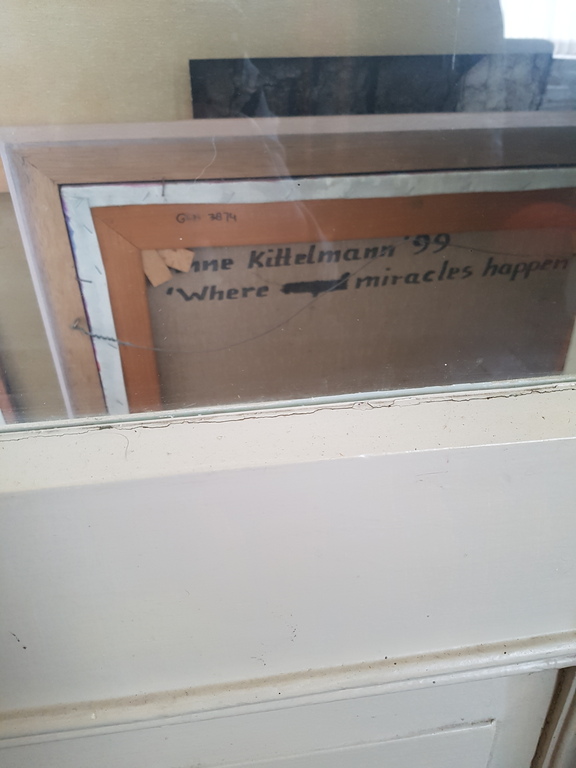 Kittelmann '99
'Where miracles happen'